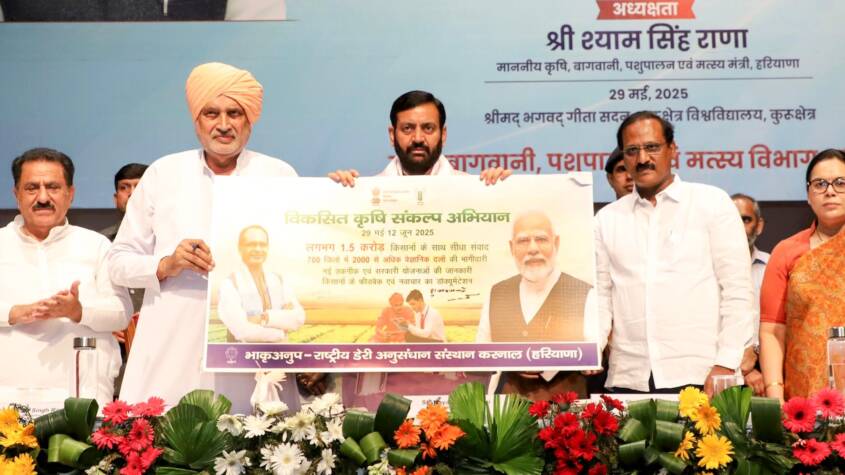 अध्यक्षता
श्री श्याम सिंह राणा
माननीय कृषि, बागवानी, पशुपालन एवं मत्स्य मंत्री, हरियाणा
29 मई, 2025
श्रीमद् भगवद् गीता सदन, विश्वविद्यालय, कुरूक्षेत्र
बागवानी, पशुपा एवं मत्स्य विभाग
विकसित कृषि संकल्प अभियान
29 मई 12 जून 2025
लगभग 1.5 करोड़ किसानों के साथ सीधा संवाद
700 जिलों में 2000 से अधिक वैज्ञानिक दलों की भागीदारी
नई तकनीक एवं सरकारी योजनाओं की जानकारी
किसानों के फीडबैक एवं नवाचार का डॉक्यूमेंटेशन
भाकृअनुप - राष्ट्रीय डेरी अनुसंधान संस्थान करनाल (हरियाणा)